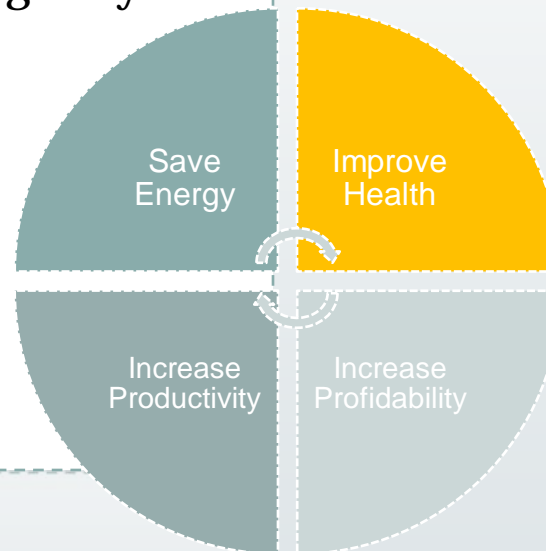 Save
Energy
Improve
Health
Increase
Productivity
Increase
Profidability